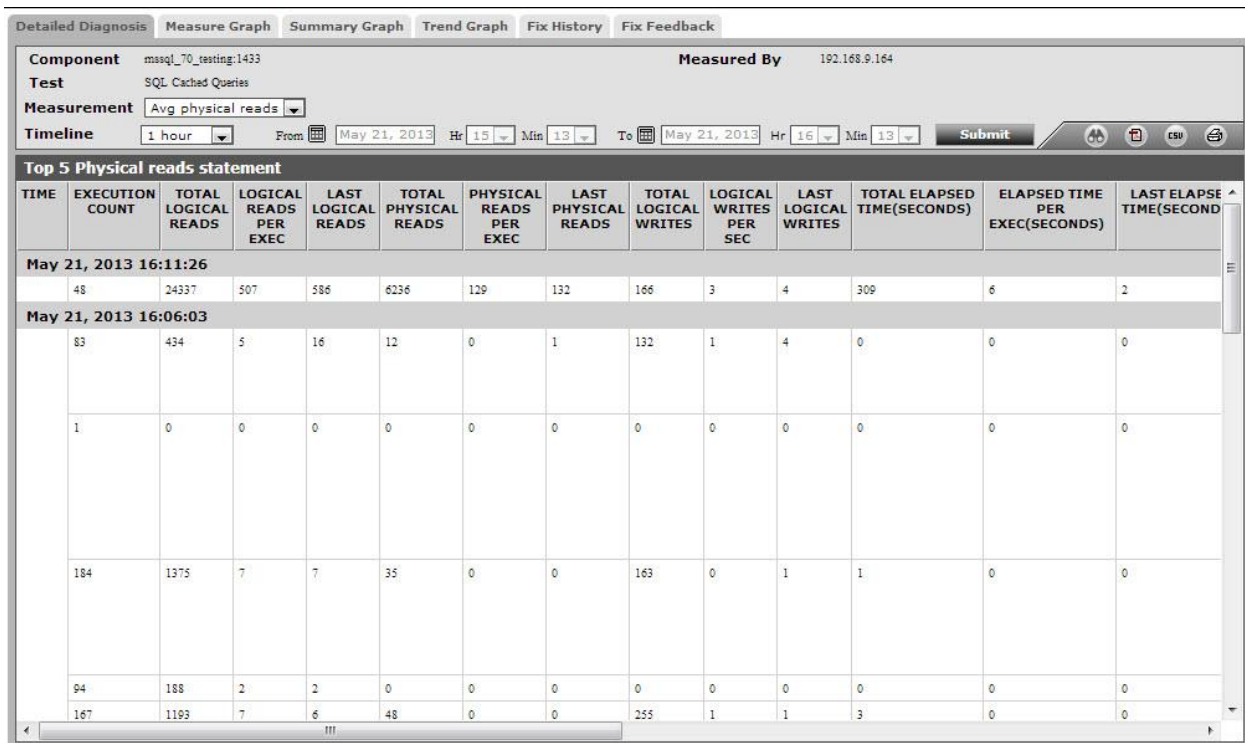 Detailed Diagnosis Measure Graph Summary Graph Trend Graph Fix History Fix Feedback
Component mssql_70_testing:1433 Measured By 192.168.9.164
Test SQL Cached Queries
Measurement Avg physical reads
Timeline 1 hour From May 21, 2013 Hr 15 Min 13 To May 21, 2013 Hr 16 Min 13 Submit CSV
Top 5 Physical reads statement
TIME EXECUTION COUNT TOTAL LOGICAL READS LOGICAL READS PER EXEC LAST LOGICAL READS TOTAL PHYSICAL READS PHYSICAL READS PER EXEC LAST PHYSICAL READS TOTAL LOGICAL WRITES LOGICAL WRITES PER SEC LAST LOGICAL WRITES TOTAL ELAPSED TIME(SECONDS) ELAPSED TIME PER EXEC(SECONDS) LAST ELAPSE TIME(SECOND
May 21, 2013 16:11:26
48 24337 507 586 6236 129 132 166 3 4 309 6 2
May 21, 2013 16:06:03
83 434 5 16 12 0 1 132 1 4 0 0 0
1 0 0 0 0 0 0 0 0 0 0 0 0
184 1375 7 7 35 0 0 163 0 1 1 0 0
94 188 2 2 0 0 0 0 0 0 0 0 0
167 1193 7 6 48 0 0 255 1 1 3 0 0